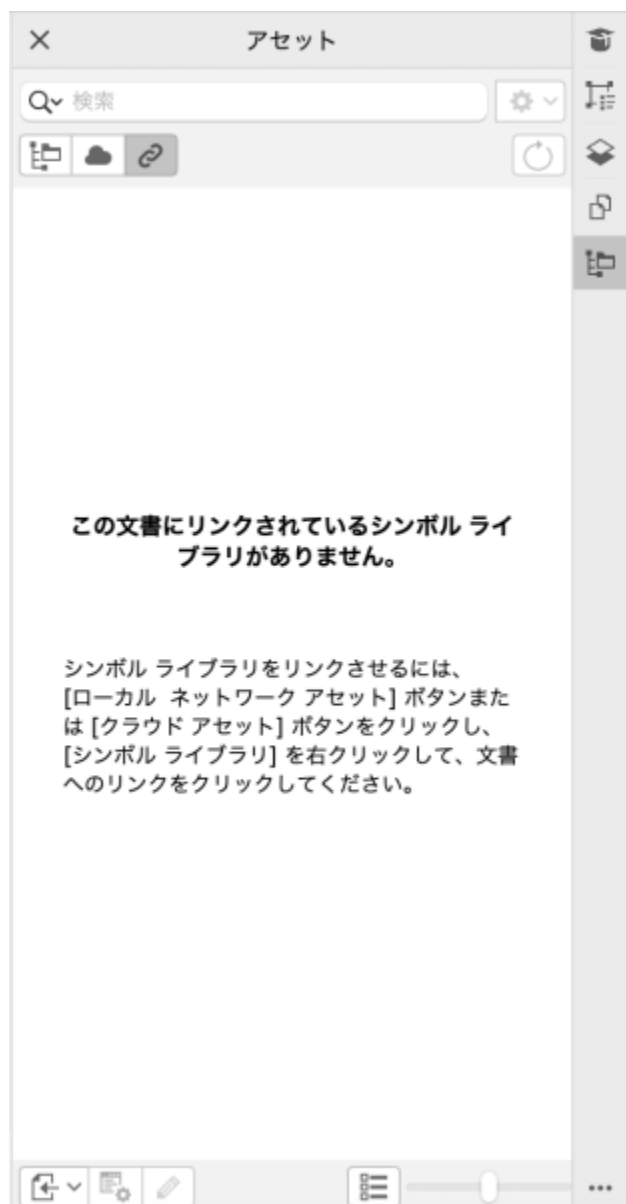 アセット
検索
この文書にリンクされているシンボル ライ
ブラリがありません。
シンボル ライブラリをリンクさせるには、
[ローカル ネットワーク アセット] ボタンまた
は [クラウド アセット] ボタンをクリックし、
[シンボル ライブラリ] を右クリックして、文書
へのリンクをクリックしてください。